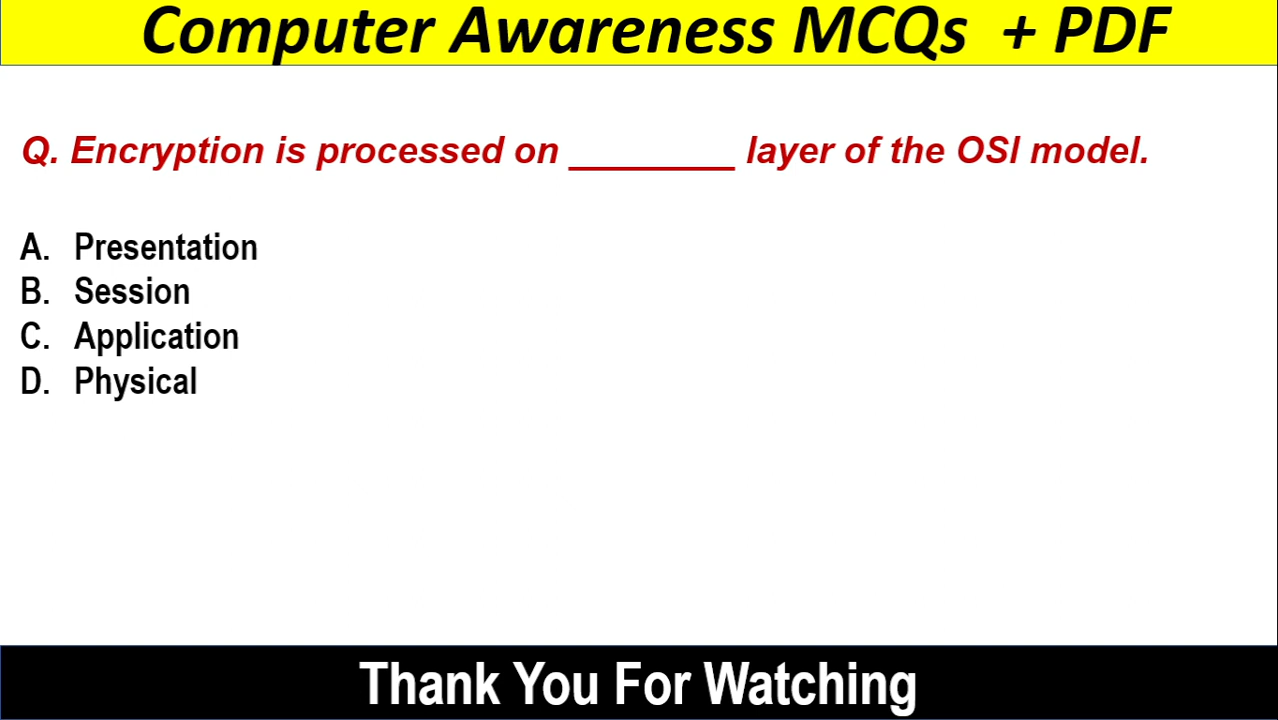 Computer Awareness MCQs + PDF
Q. Encryption is processed on ________ layer of the OSI model.
A. Presentation
B. Session
C. Application
D. Physical
Thank You For Watching